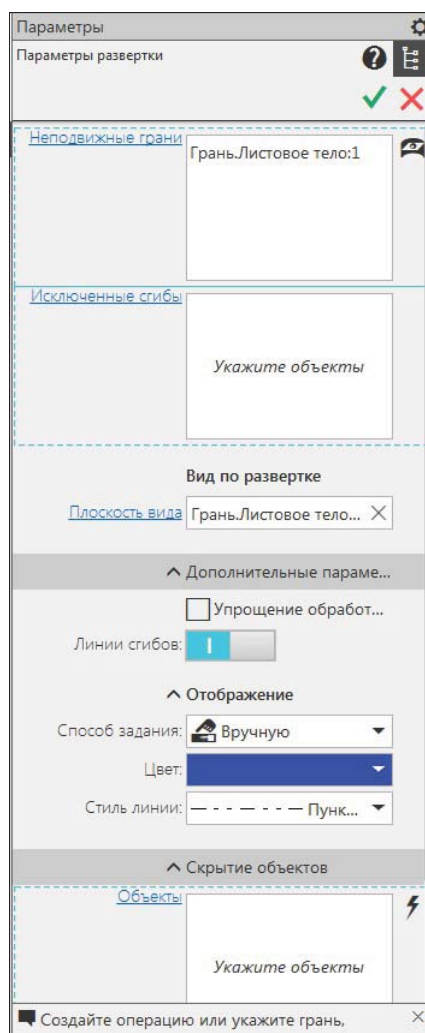 Параметры
Параметры развертки
Неподвижные грани
Грань.Листовое тело:1
Исключенные сгибы
Укажите объекты
Вид по развертке
Плоскость вида Грань.Листовое тело...
Дополнительные параме...
Упрощение обработ...
Линии сгибов:
Отображение
Способ задания: Вручную
Цвет:
Стиль линии: Пунк...
Скрытие объектов
Объекты
Укажите объекты
Создайте операцию или укажите грань,